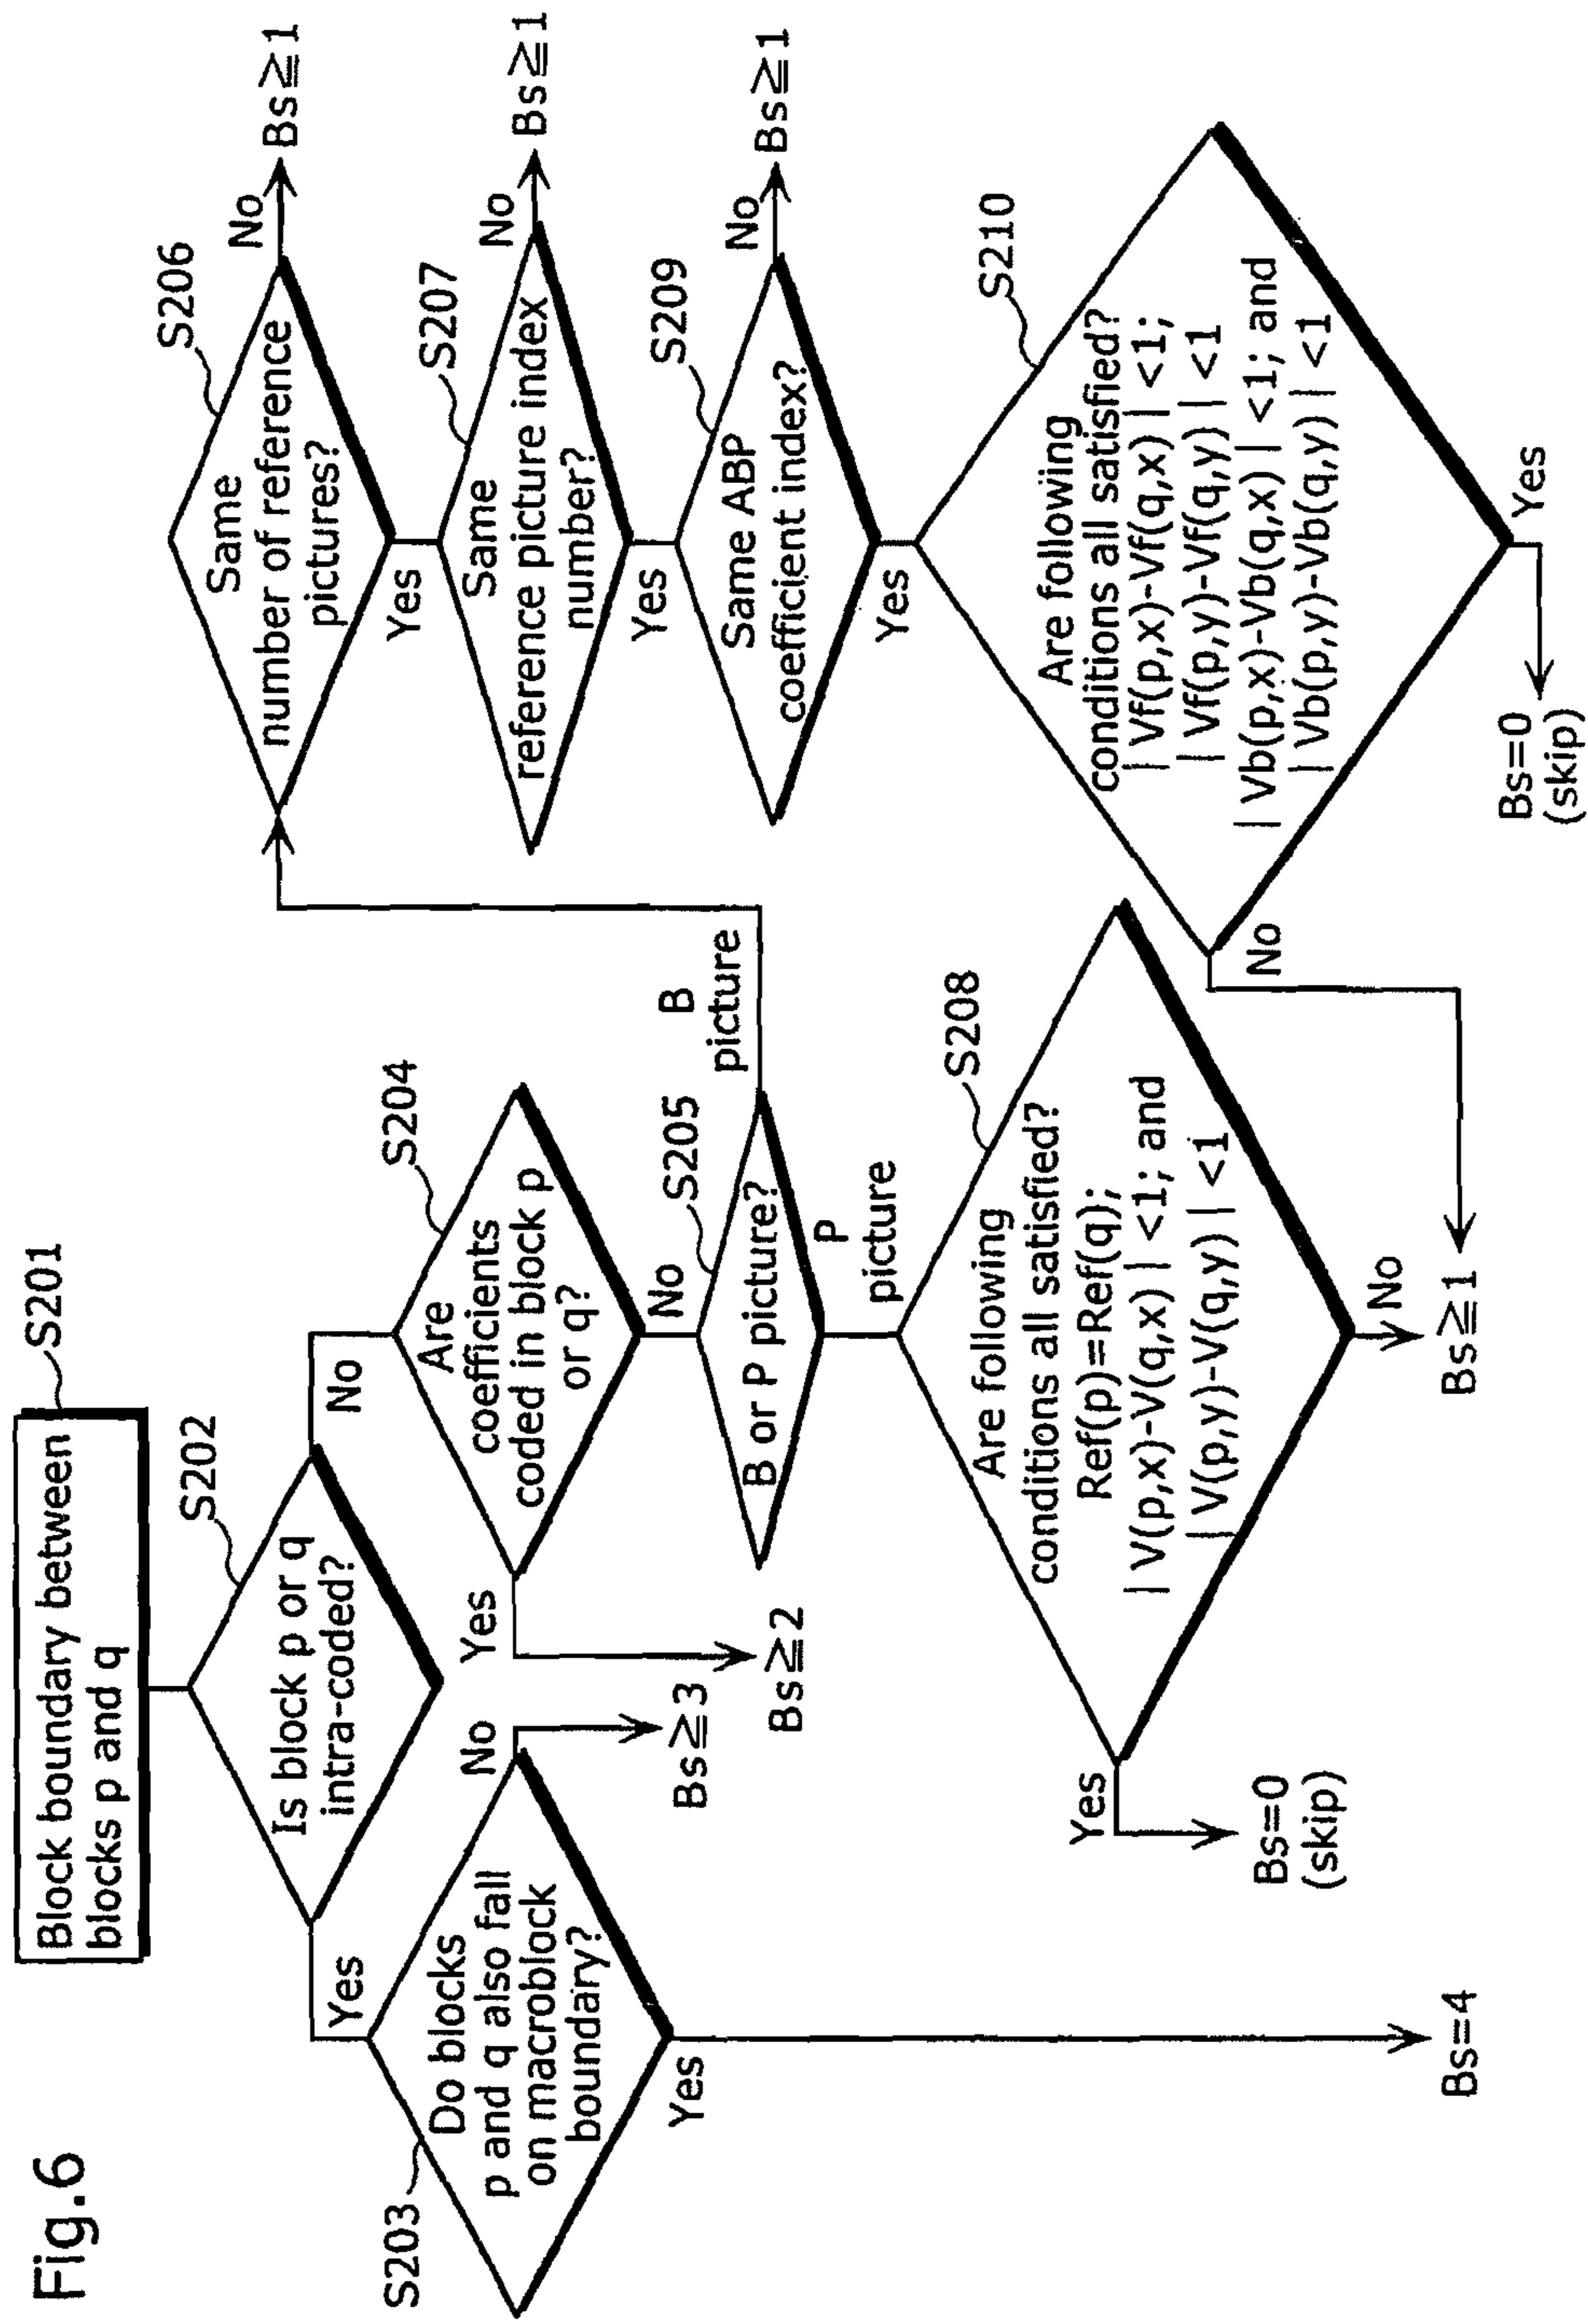 Fig.6
Block boundary between
blocks p and q
S201
S202
Is block p or q
intra-coded?
Yes
No
S203
Do blocks
p and q also fall
on macroblock
boundary?
No
Bs≧3
Yes
Bs=4
S204
Are
coefficients
coded in block p
or q?
Yes
Bs≧2
No
S205
B or P picture?
B
picture
P
picture
S208
Are following
conditions all satisfied?
Ref(p)=Ref(q);
|V(p,x)-V(q,x)|<1; and
|V(p,y)-V(q,y)|<1
Yes
Bs=0
(skip)
No
Bs≧1
S206
Same
number of reference
pictures?
No
Bs≧1
Yes
S207
Same
reference picture index
number?
No
Bs≧1
Yes
S209
Same ABP
coefficient index?
No
Bs≧1
Yes
S210
Are following
conditions all satisfied?
|Vf(p,x)-Vf(q,x)|<1;
|Vf(p,y)-Vf(q,y)|<1
|Vb(p,x)-Vb(q,x)|<1; and
|Vb(p,y)-Vb(q,y)|<1
No
Yes
Bs=0
(skip)